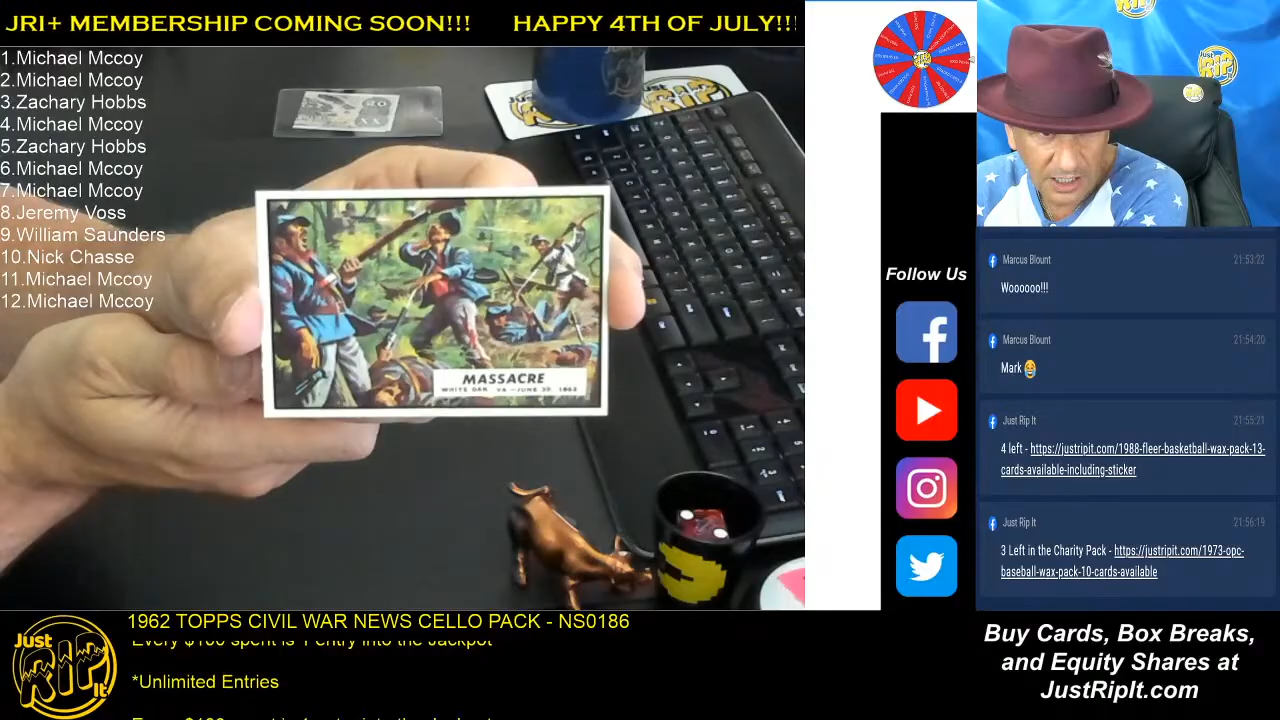 JRI+ MEMBERSHIP COMING SOON!!! HAPPY 4TH OF JULY!!!
1.Michael Mccoy
2.Michael Mccoy
3.Zachary Hobbs
4.Michael Mccoy
5.Zachary Hobbs
6.Michael Mccoy
7.Michael Mccoy
8.Jeremy Voss
9.William Saunders
10.Nick Chasse
11.Michael Mccoy
12.Michael Mccoy
MASSACRE
WHITE OAK VA - JUNE 30 1862
Follow Us
Marcus Blount 21:53:22
Woooooo!!!
Marcus Blount 21:54:20
Mark😂
Just Rip It 21:55:21
4 left - https://justripit.com/1988-fleer-basketball-wax-pack-13-
cards-available-including-sticker
Just Rip It 21:56:19
3 Left in the Charity Pack - https://justripit.com/1973-opc-
baseball-wax-pack-10-cards-available
Just
RIP
It
1962 TOPPS CIVIL WAR NEWS CELLO PACK - NS0186
Every $100 spent is 1 entry into the Jackpot
*Unlimited Entries
Buy Cards, Box Breaks,
and Equity Shares at
JustRipIt.com